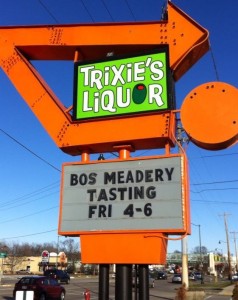 TRiXiE'S
LiQUOR
BOS MEADERY
TASTING
FRI 4-6